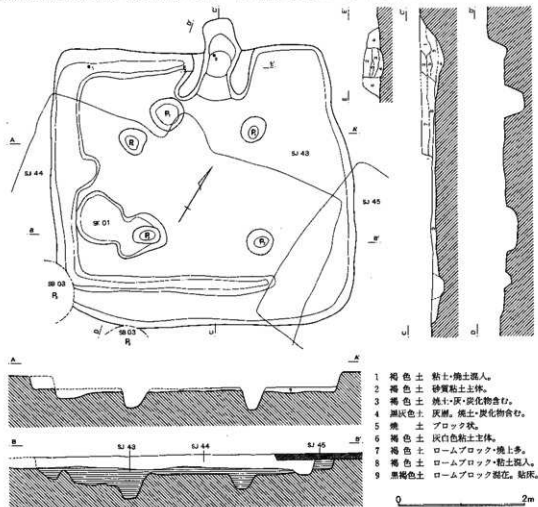 SJ 43
SJ 44
SJ 45
SK 01
SB 03
P₂
SB 03
P₃
A
A'
B
B'
A
A'
SJ 43
SJ 44
SJ 45
B
B'
1 褐色土 粘土・焼土混入。
2 褐色土 砂質粘土主体。
3 褐色土 焼土・灰・炭化物含む。
4 黒灰色土 灰層。焼土・炭化物含む。
5 焼土 ブロック状。
6 褐色土 灰白色粘土主体。
7 褐色土 ロームブロック・焼土多。
8 褐色土 ロームブロック・粘土混入。
9 黒褐色土 ロームブロック混在。貼床。
0 2m